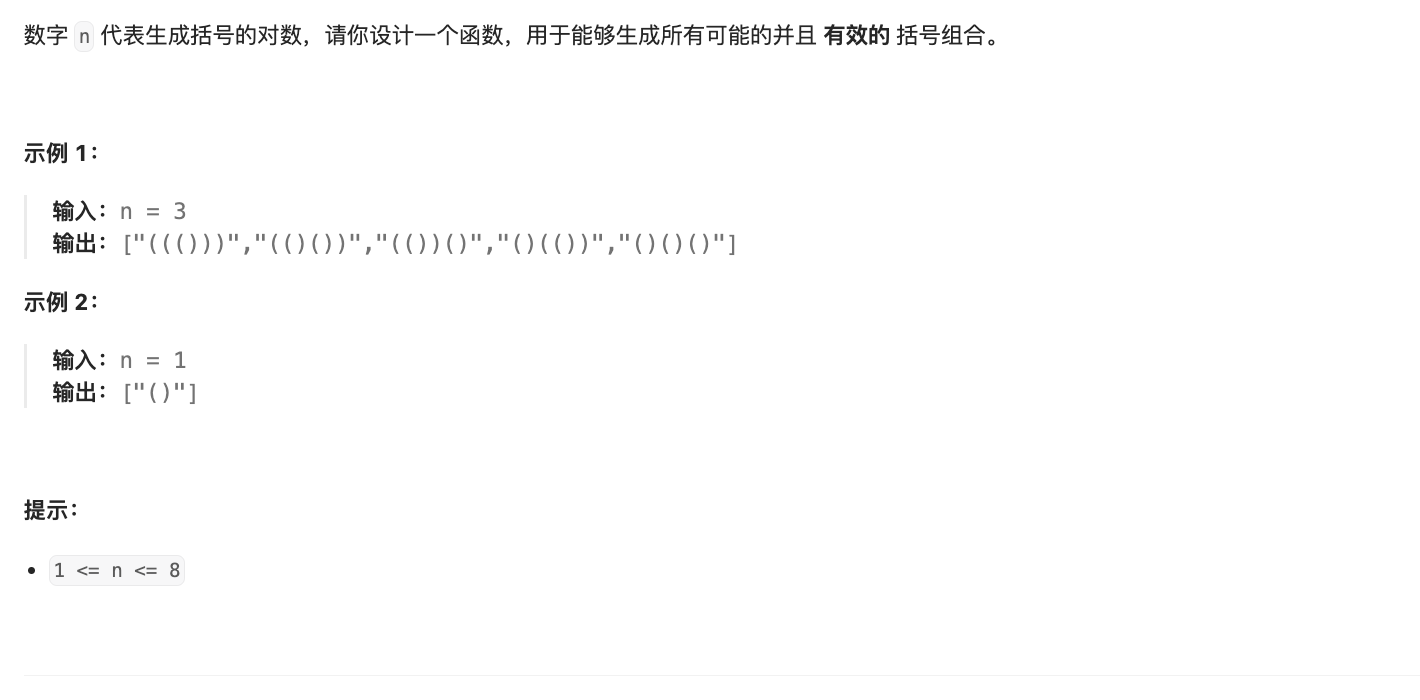 数字 n 代表生成括号的对数，请你设计一个函数，用于能够生成所有可能的并且 有效的 括号组合。
示例 1：
输入：n = 3
输出：["((()))","(()())","(())()","()(())","()()()"]
示例 2：
输入：n = 1
输出：["()"]
提示：
• 1 <= n <= 8